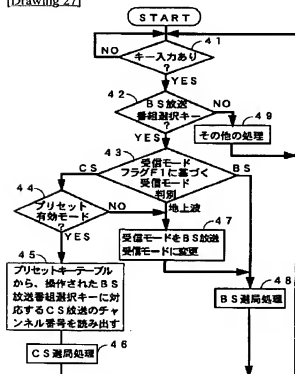 [Drawing 27]
START
41
キー入力あり
?
NO
YES
42
BS放送
番組選択キー
?
NO
49
その他の処理
YES
43
受信モード
フラグF1に基づく
受信モード
判別
CS
BS
地上波
44
プリセット
有効モード
?
NO
YES
47
受信モードをBS放送
受信モードに変更
45
プリセットキーテーブル
から、操作されたBS
放送番組選択キーに対
応するCS放送のチャ
ンネル番号を読み出す
48
BS選局処理
46
CS選局処理